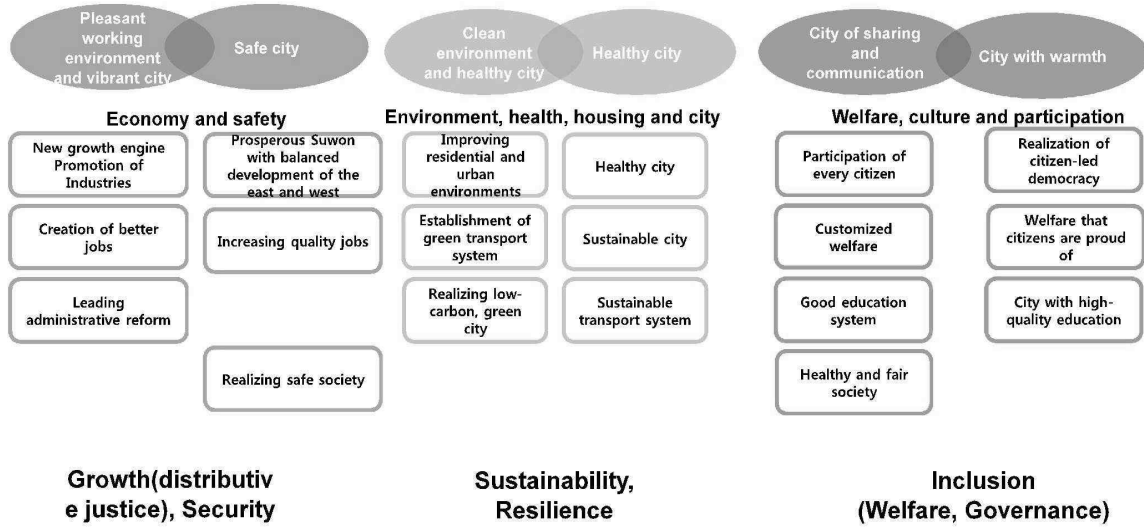 Pleasant
working
environment
and vibrant city
Safe city
Clean
environment
and healthy city
Healthy city
City of sharing
and
communication
City with warmth
Economy and safety
Environment, health, housing and city
Welfare, culture and participation
New growth engine
Promotion of
Industries
Prosperous Suwon
with balanced
development of the
east and west
Improving
residential and
urban environments
Healthy city
Participation of
every citizen
Realization of
citizen-led
democracy
Creation of better
jobs
Increasing quality jobs
Establishment of
green transport
system
Sustainable city
Customized
welfare
Welfare that
citizens are proud
of
Leading
administrative reform
Realizing low-
carbon, green
city
Sustainable
transport system
Good education
system
City with high-
quality education
Realizing safe society
Healthy and fair
society
Growth(distributiv
e justice), Security
Sustainability,
Resilience
Inclusion
(Welfare, Governance)